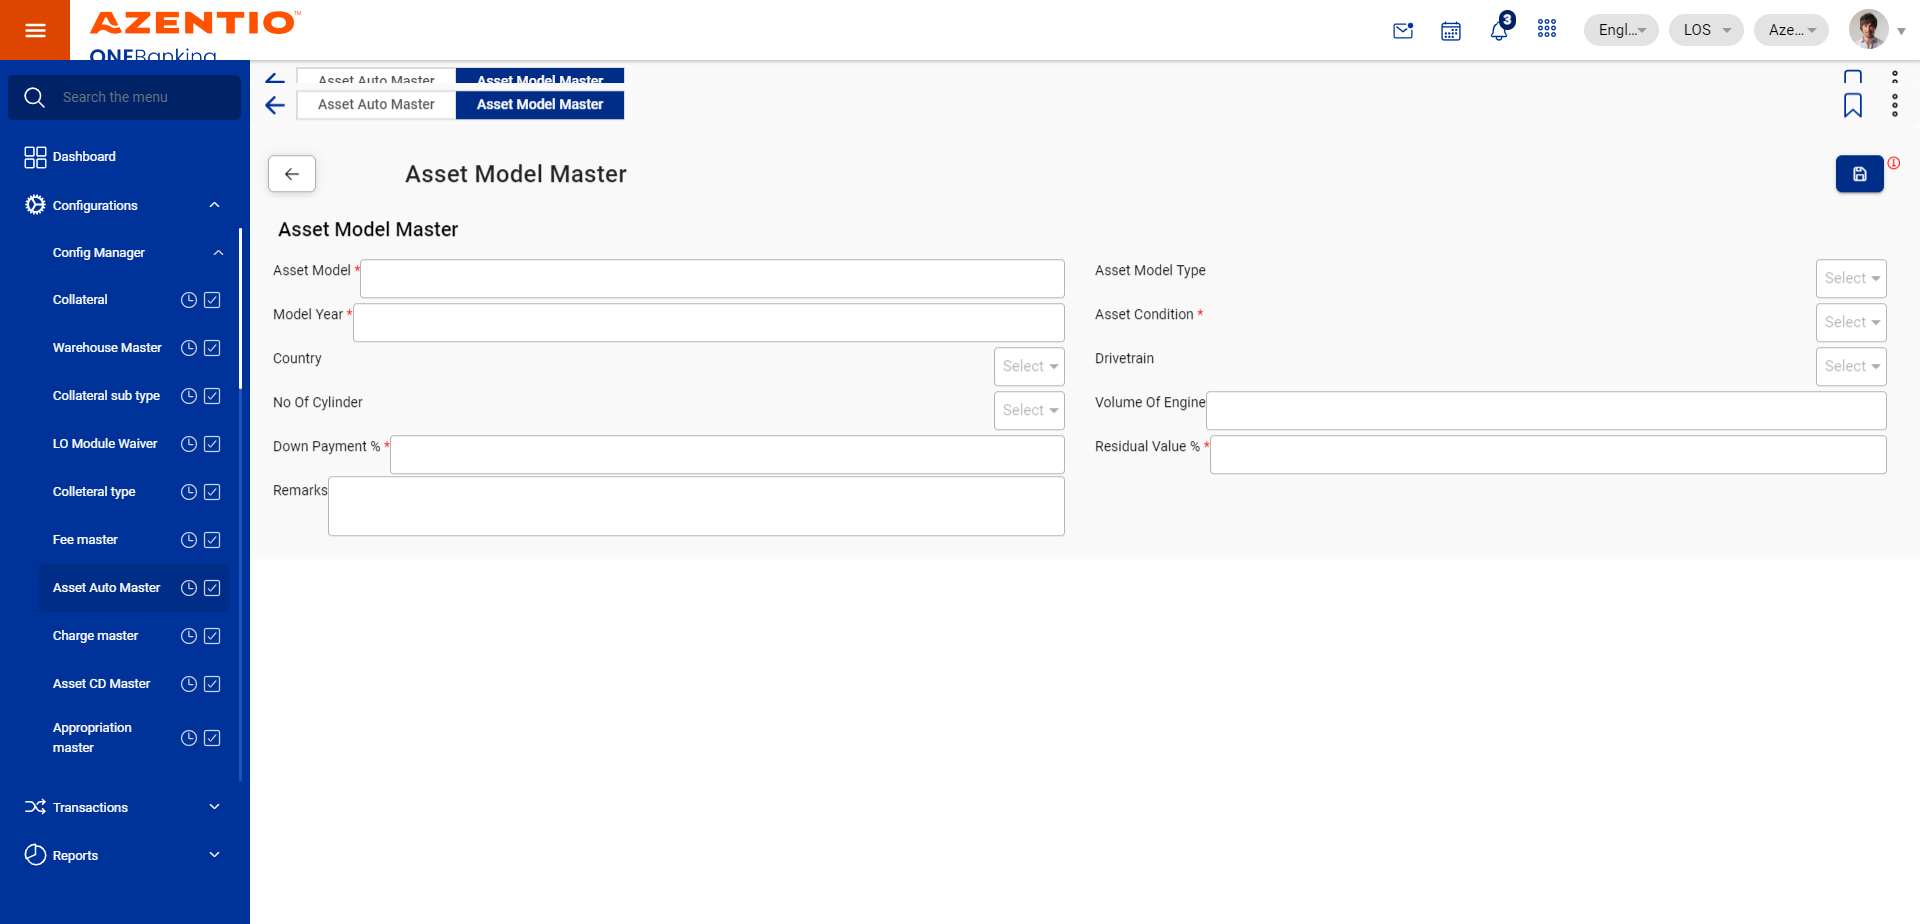 AZENTIO™
ONEBanking
3
Engl...
LOS
Aze...
Search the menu
Dashboard
Configurations
Config Manager
Collateral
Warehouse Master
Collateral sub type
LO Module Waiver
Colleteral type
Fee master
Asset Auto Master
Charge master
Asset CD Master
Appropriation
master
Transactions
Reports
Asset Auto Master Asset Model Master
Asset Auto Master Asset Model Master
Asset Model Master
Asset Model Master
Asset Model * Asset Model Type Select
Model Year * Asset Condition * Select
Country Select Drivetrain Select
No Of Cylinder Select Volume Of Engine
Down Payment % * Residual Value % *
Remarks